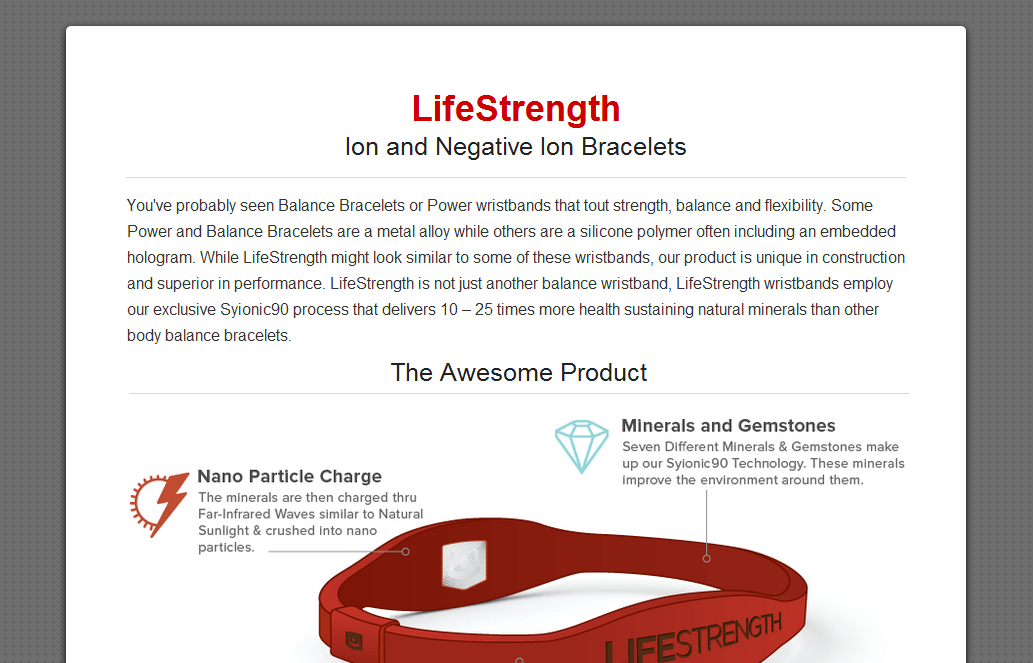 LifeStrength
Ion and Negative Ion Bracelets
You've probably seen Balance Bracelets or Power wristbands that tout strength, balance and flexibility. Some
Power and Balance Bracelets are a metal alloy while others are a silicone polymer often including an embedded
hologram. While LifeStrength might look similar to some of these wristbands, our product is unique in construction
and superior in performance. LifeStrength is not just another balance wristband, LifeStrength wristbands employ
our exclusive Syionic90 process that delivers 10 – 25 times more health sustaining natural minerals than other
body balance bracelets.
The Awesome Product
Minerals and Gemstones
Seven Different Minerals & Gemstones make
up our Syionic90 Technology. These minerals
improve the environment around them.
Nano Particle Charge
The minerals are then charged thru
Far-Infrared Waves similar to Natural
Sunlight & crushed into nano
particles.
LIFESTRENGTH